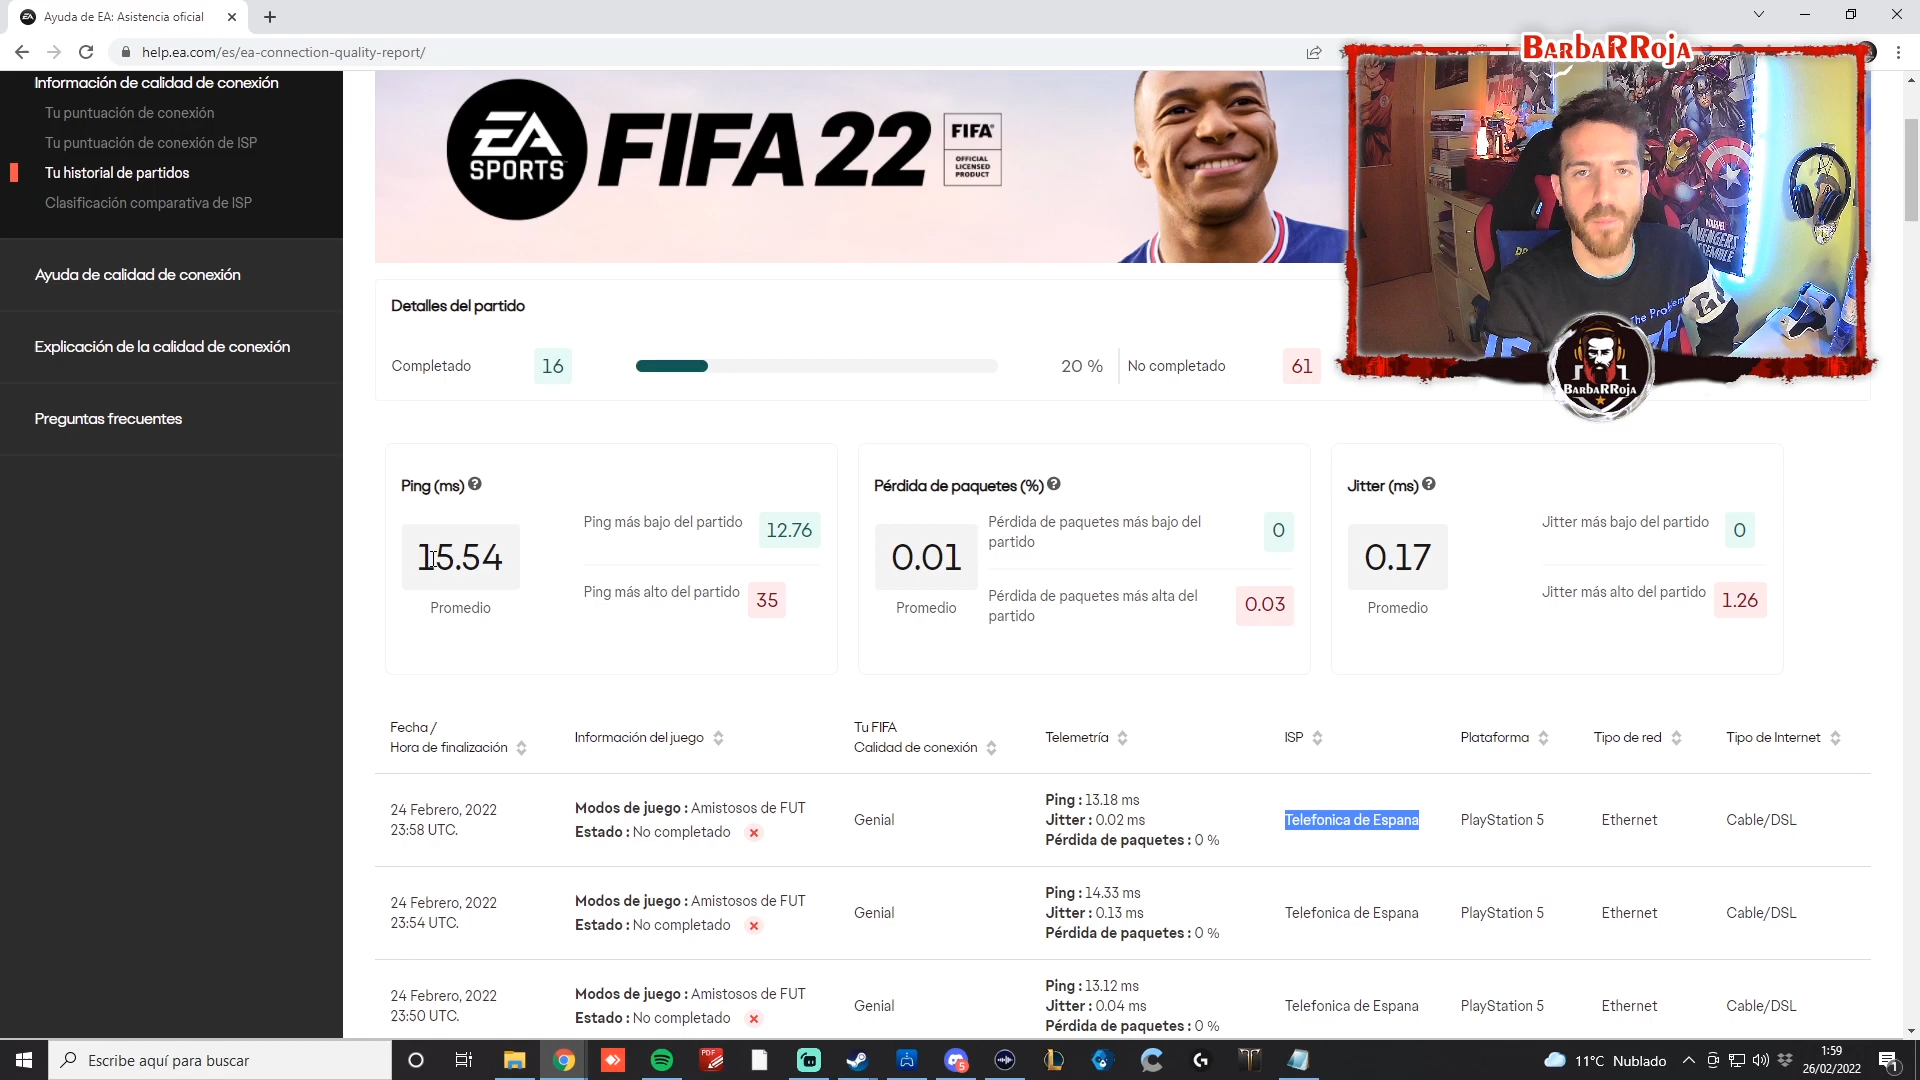 Ayuda de EA: Asistencia oficial
help.ea.com/es/ea-connection-quality-report/
BarbaRRoja
Información de calidad de conexión
Tu puntuación de conexión
Tu puntuación de conexión de ISP
Tu historial de partidos
Clasificación comparativa de ISP
Ayuda de calidad de conexión
Explicación de la calidad de conexión
Preguntas frecuentes
EA SPORTS
FIFA 22
FIFA
OFFICIAL
LICENSED
PRODUCT
MARVEL
AVENGERS
ASSEMBLE
BarbaRRoja
Detalles del partido
Completado 16 20 % No completado 61
Ping (ms)
15.54
Promedio
Ping más bajo del partido 12.76
Ping más alto del partido 35
Pérdida de paquetes (%)
0.01
Promedio
Pérdida de paquetes más bajo del
partido
0
Pérdida de paquetes más alta del
partido
0.03
Jitter (ms)
0.17
Promedio
Jitter más bajo del partido 0
Jitter más alto del partido 1.26
Fecha /
Hora de finalización
Información del juego
Tu FIFA
Calidad de conexión
Telemetría
ISP
Plataforma
Tipo de red
Tipo de Internet
24 Febrero, 2022
23:58 UTC.
Modos de juego : Amistosos de FUT
Estado : No completado
Genial
Ping : 13.18 ms
Jitter : 0.02 ms
Pérdida de paquetes : 0 %
Telefonica de Espana
PlayStation 5
Ethernet
Cable/DSL
24 Febrero, 2022
23:54 UTC.
Modos de juego : Amistosos de FUT
Estado : No completado
Genial
Ping : 14.33 ms
Jitter : 0.13 ms
Pérdida de paquetes : 0 %
Telefonica de Espana
PlayStation 5
Ethernet
Cable/DSL
24 Febrero, 2022
23:50 UTC.
Modos de juego : Amistosos de FUT
Estado : No completado
Genial
Ping : 13.12 ms
Jitter : 0.04 ms
Pérdida de paquetes : 0 %
Telefonica de Espana
PlayStation 5
Ethernet
Cable/DSL
Escribe aquí para buscar
PDF
5
11°C Nublado
1:59
26/02/2022
1